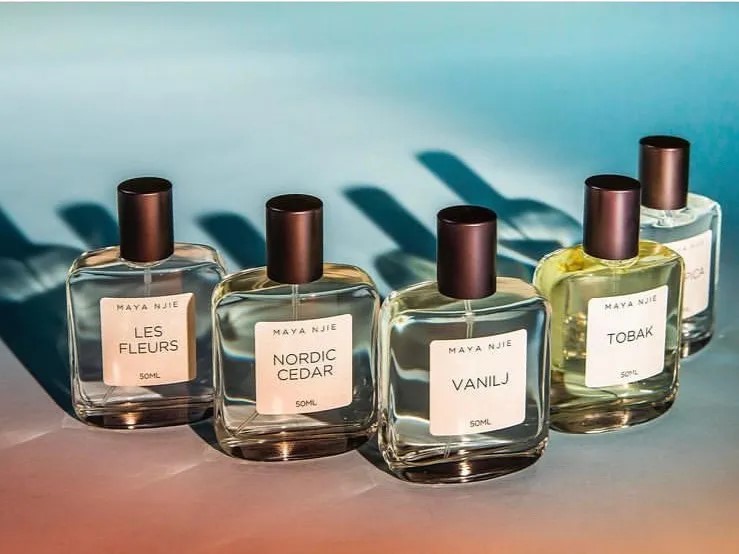 MAYA NJIE
LES
FLEURS
50ML
MAYA NJIE
NORDIC
CEDAR
50ML
MAYA NJIE
VANILJ
50ML
MAYA NJIE
TOBAK
50ML